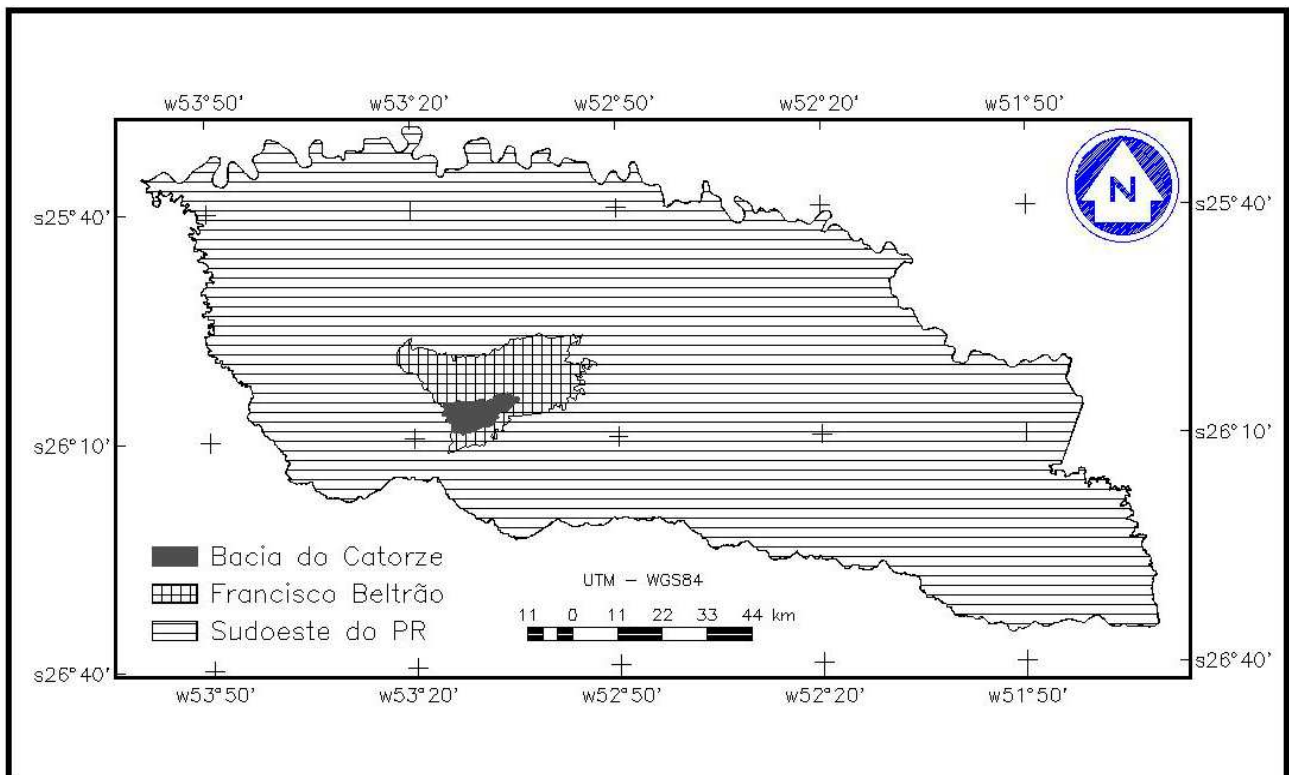 w53°50' w53°20' w52°50' w52°20' w51°50'
N
s25°40' s25°40'
s26°10' s26°10'
Bacia do Catorze
UTM – WGS84
Francisco Beltrão
11 0 11 22 33 44 km
Sudoeste do PR
s26°40' s26°40'
w53°50' w53°20' w52°50' w52°20' w51°50'